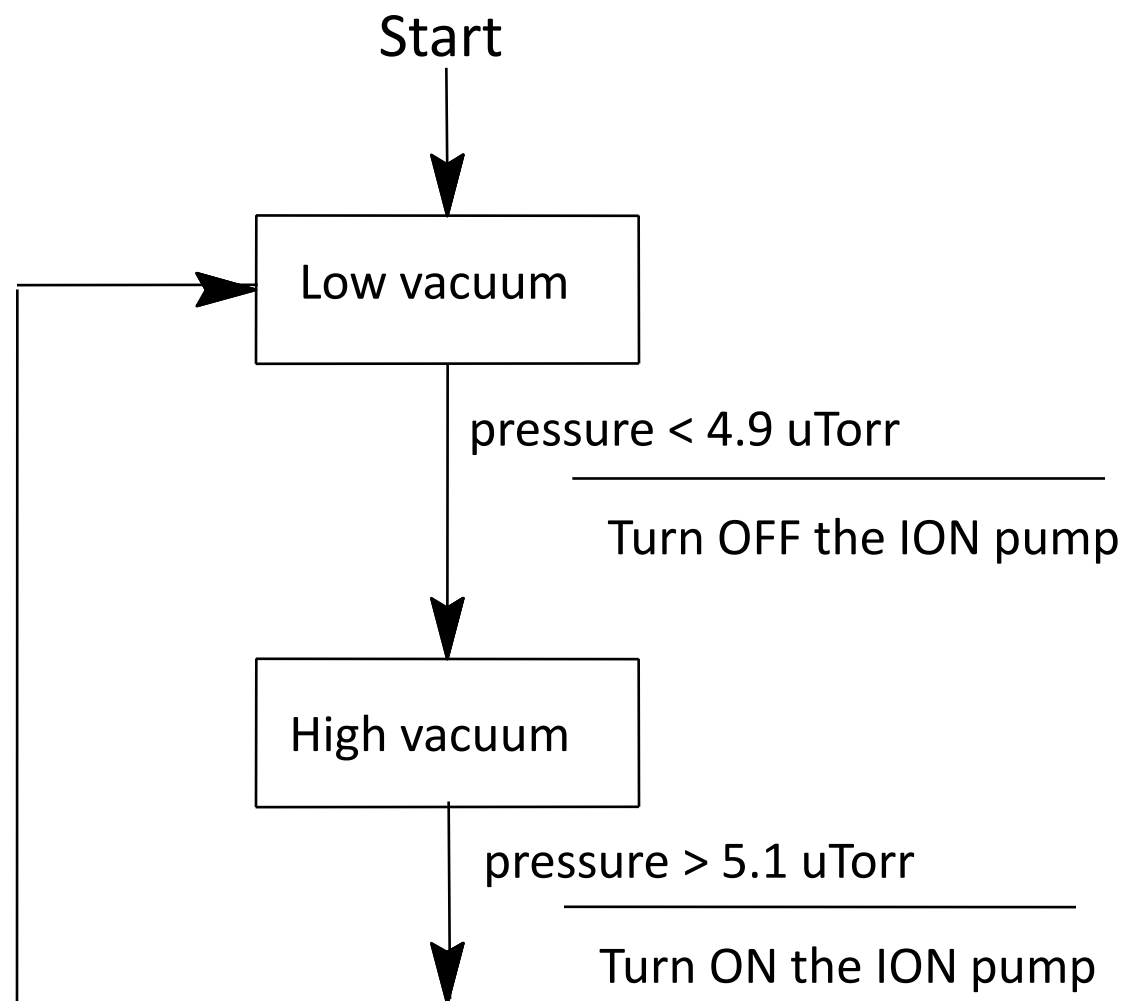 Start
Low vacuum
pressure < 4.9 uTorr
Turn OFF the ION pump
High vacuum
pressure > 5.1 uTorr
Turn ON the ION pump